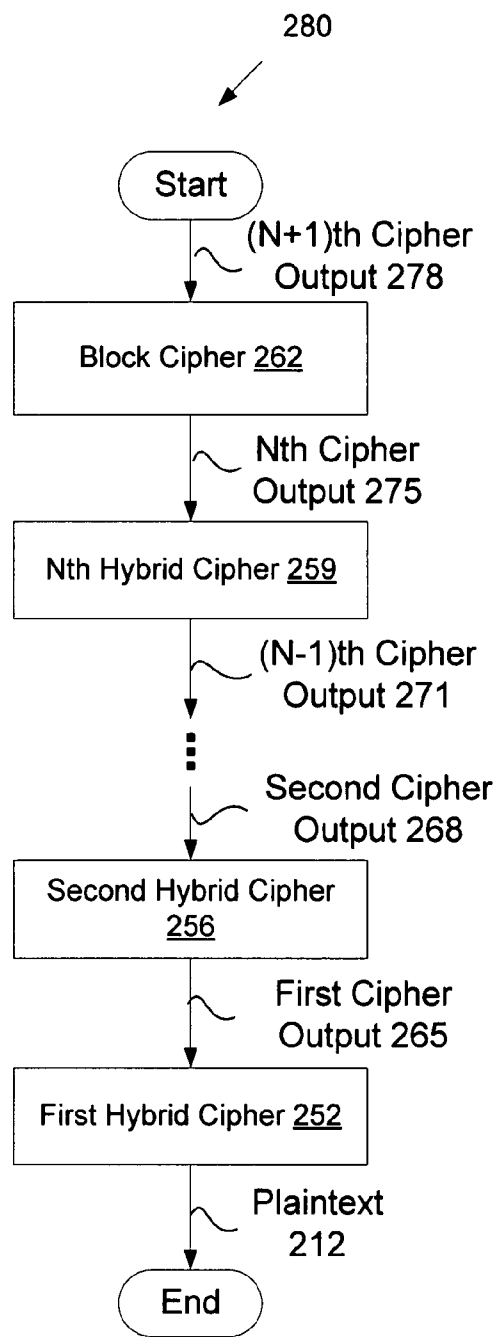 280
Start
(N+1)th Cipher
Output 278
Block Cipher 262
Nth Cipher
Output 275
Nth Hybrid Cipher 259
(N-1)th Cipher
Output 271
Second Cipher
Output 268
Second Hybrid Cipher
256
First Cipher
Output 265
First Hybrid Cipher 252
Plaintext
212
End